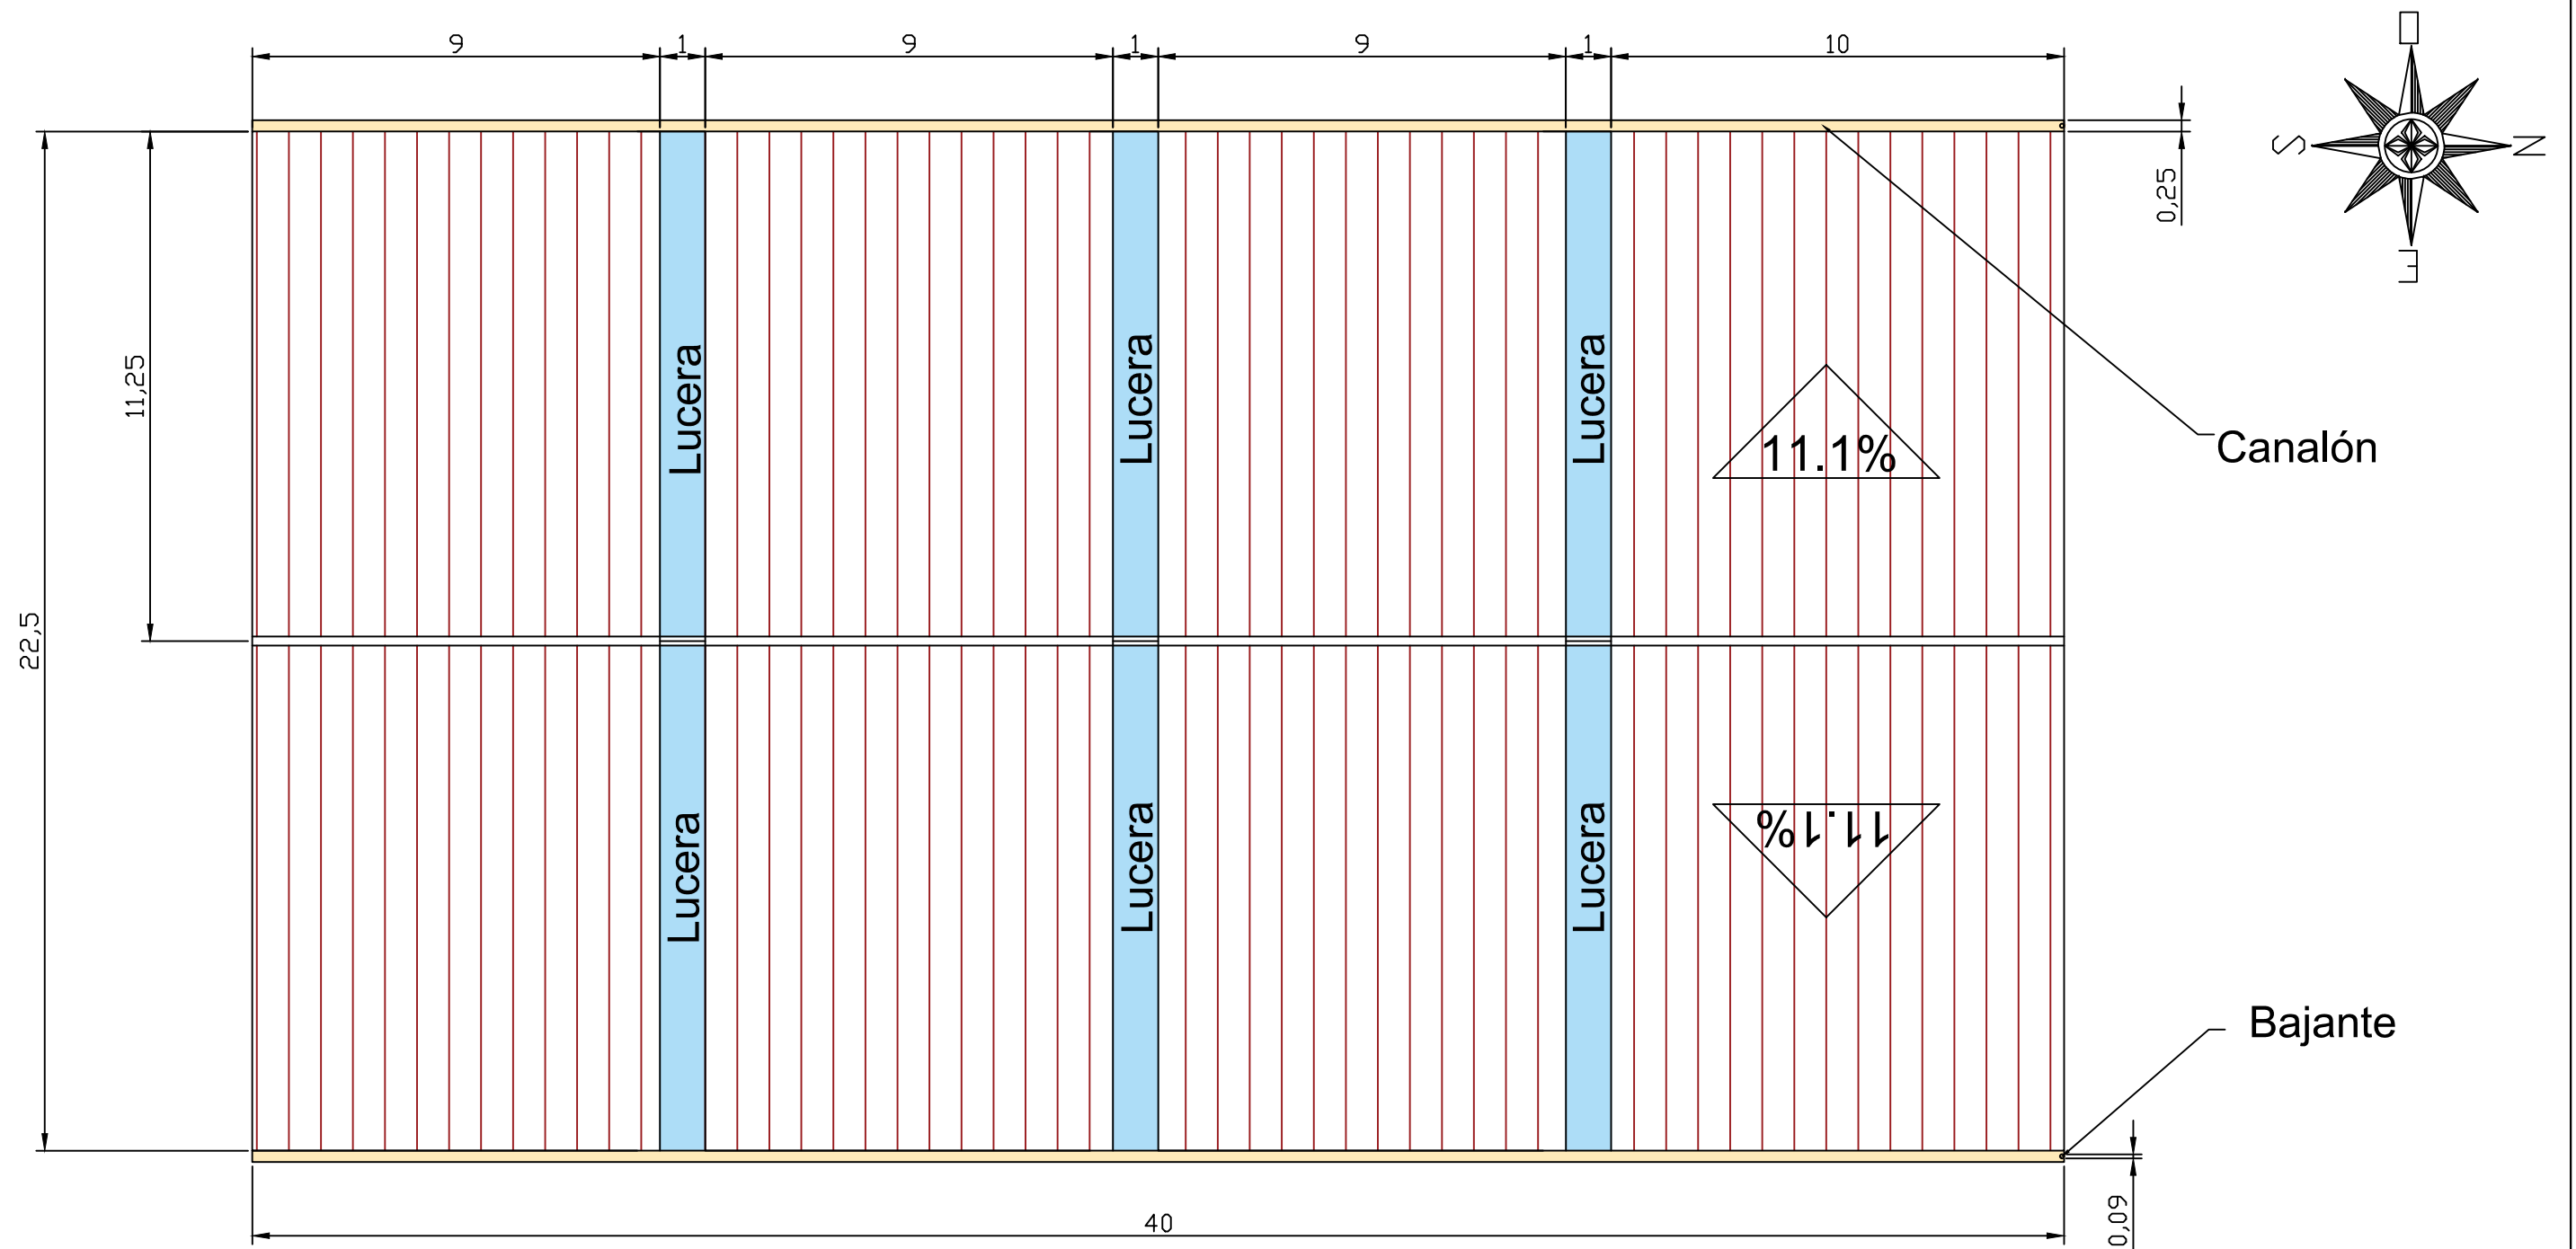 9
1
9
1
9
1
10
O
S
N
E
0,25
11,25
22,5
Lucera
Lucera
Lucera
11.1%
Canalón
Lucera
Lucera
Lucera
11.1%
Bajante
40
0,09